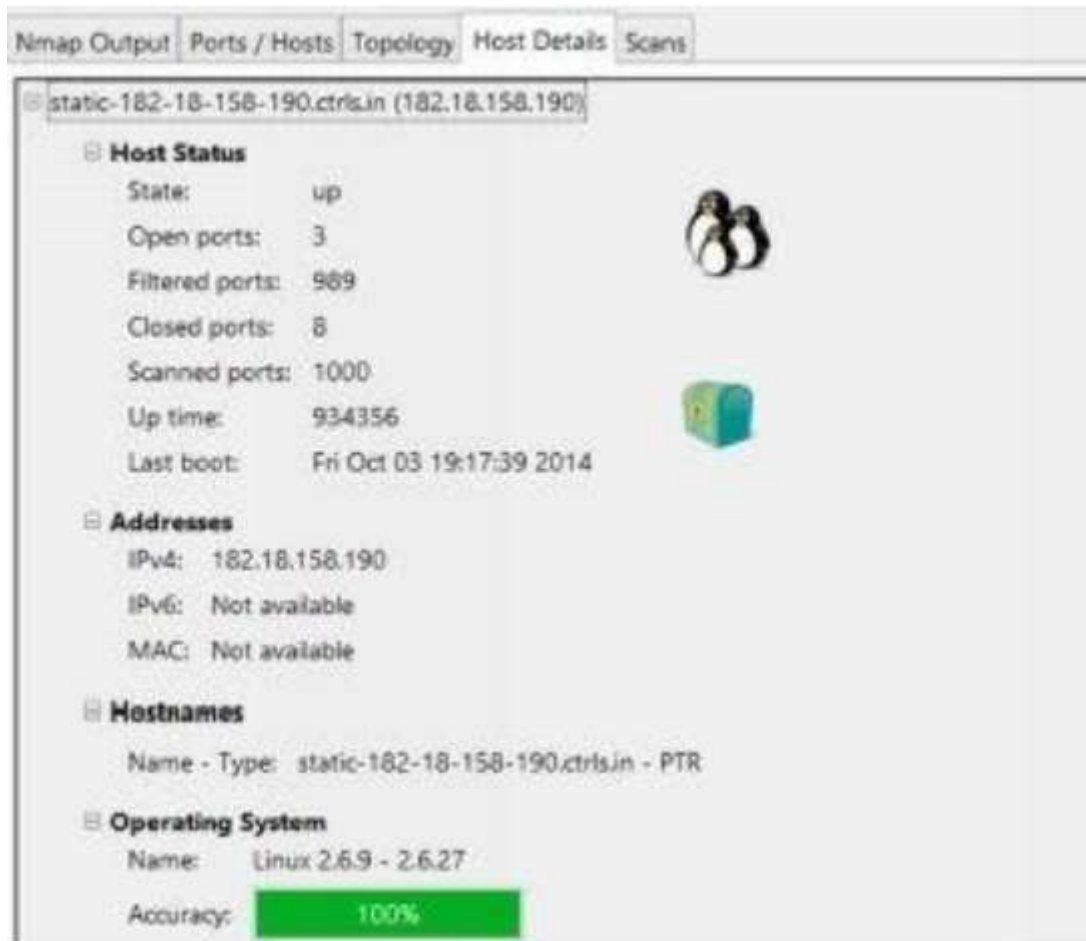 Nmap Output Ports / Hosts Topology Host Details Scans
static-182-18-158-190.ctrls.in (182.18.158.190)
Host Status
State: up
Open ports: 3
Filtered ports: 989
Closed ports: 8
Scanned ports: 1000
Up time: 934356
Last boot: Fri Oct 03 19:17:39 2014
Addresses
IPv4: 182.18.158.190
IPv6: Not available
MAC: Not available
Hostnames
Name - Type: static-182-18-158-190.ctrls.in - PTR
Operating System
Name: Linux 2.6.9 - 2.6.27
Accuracy: 100%